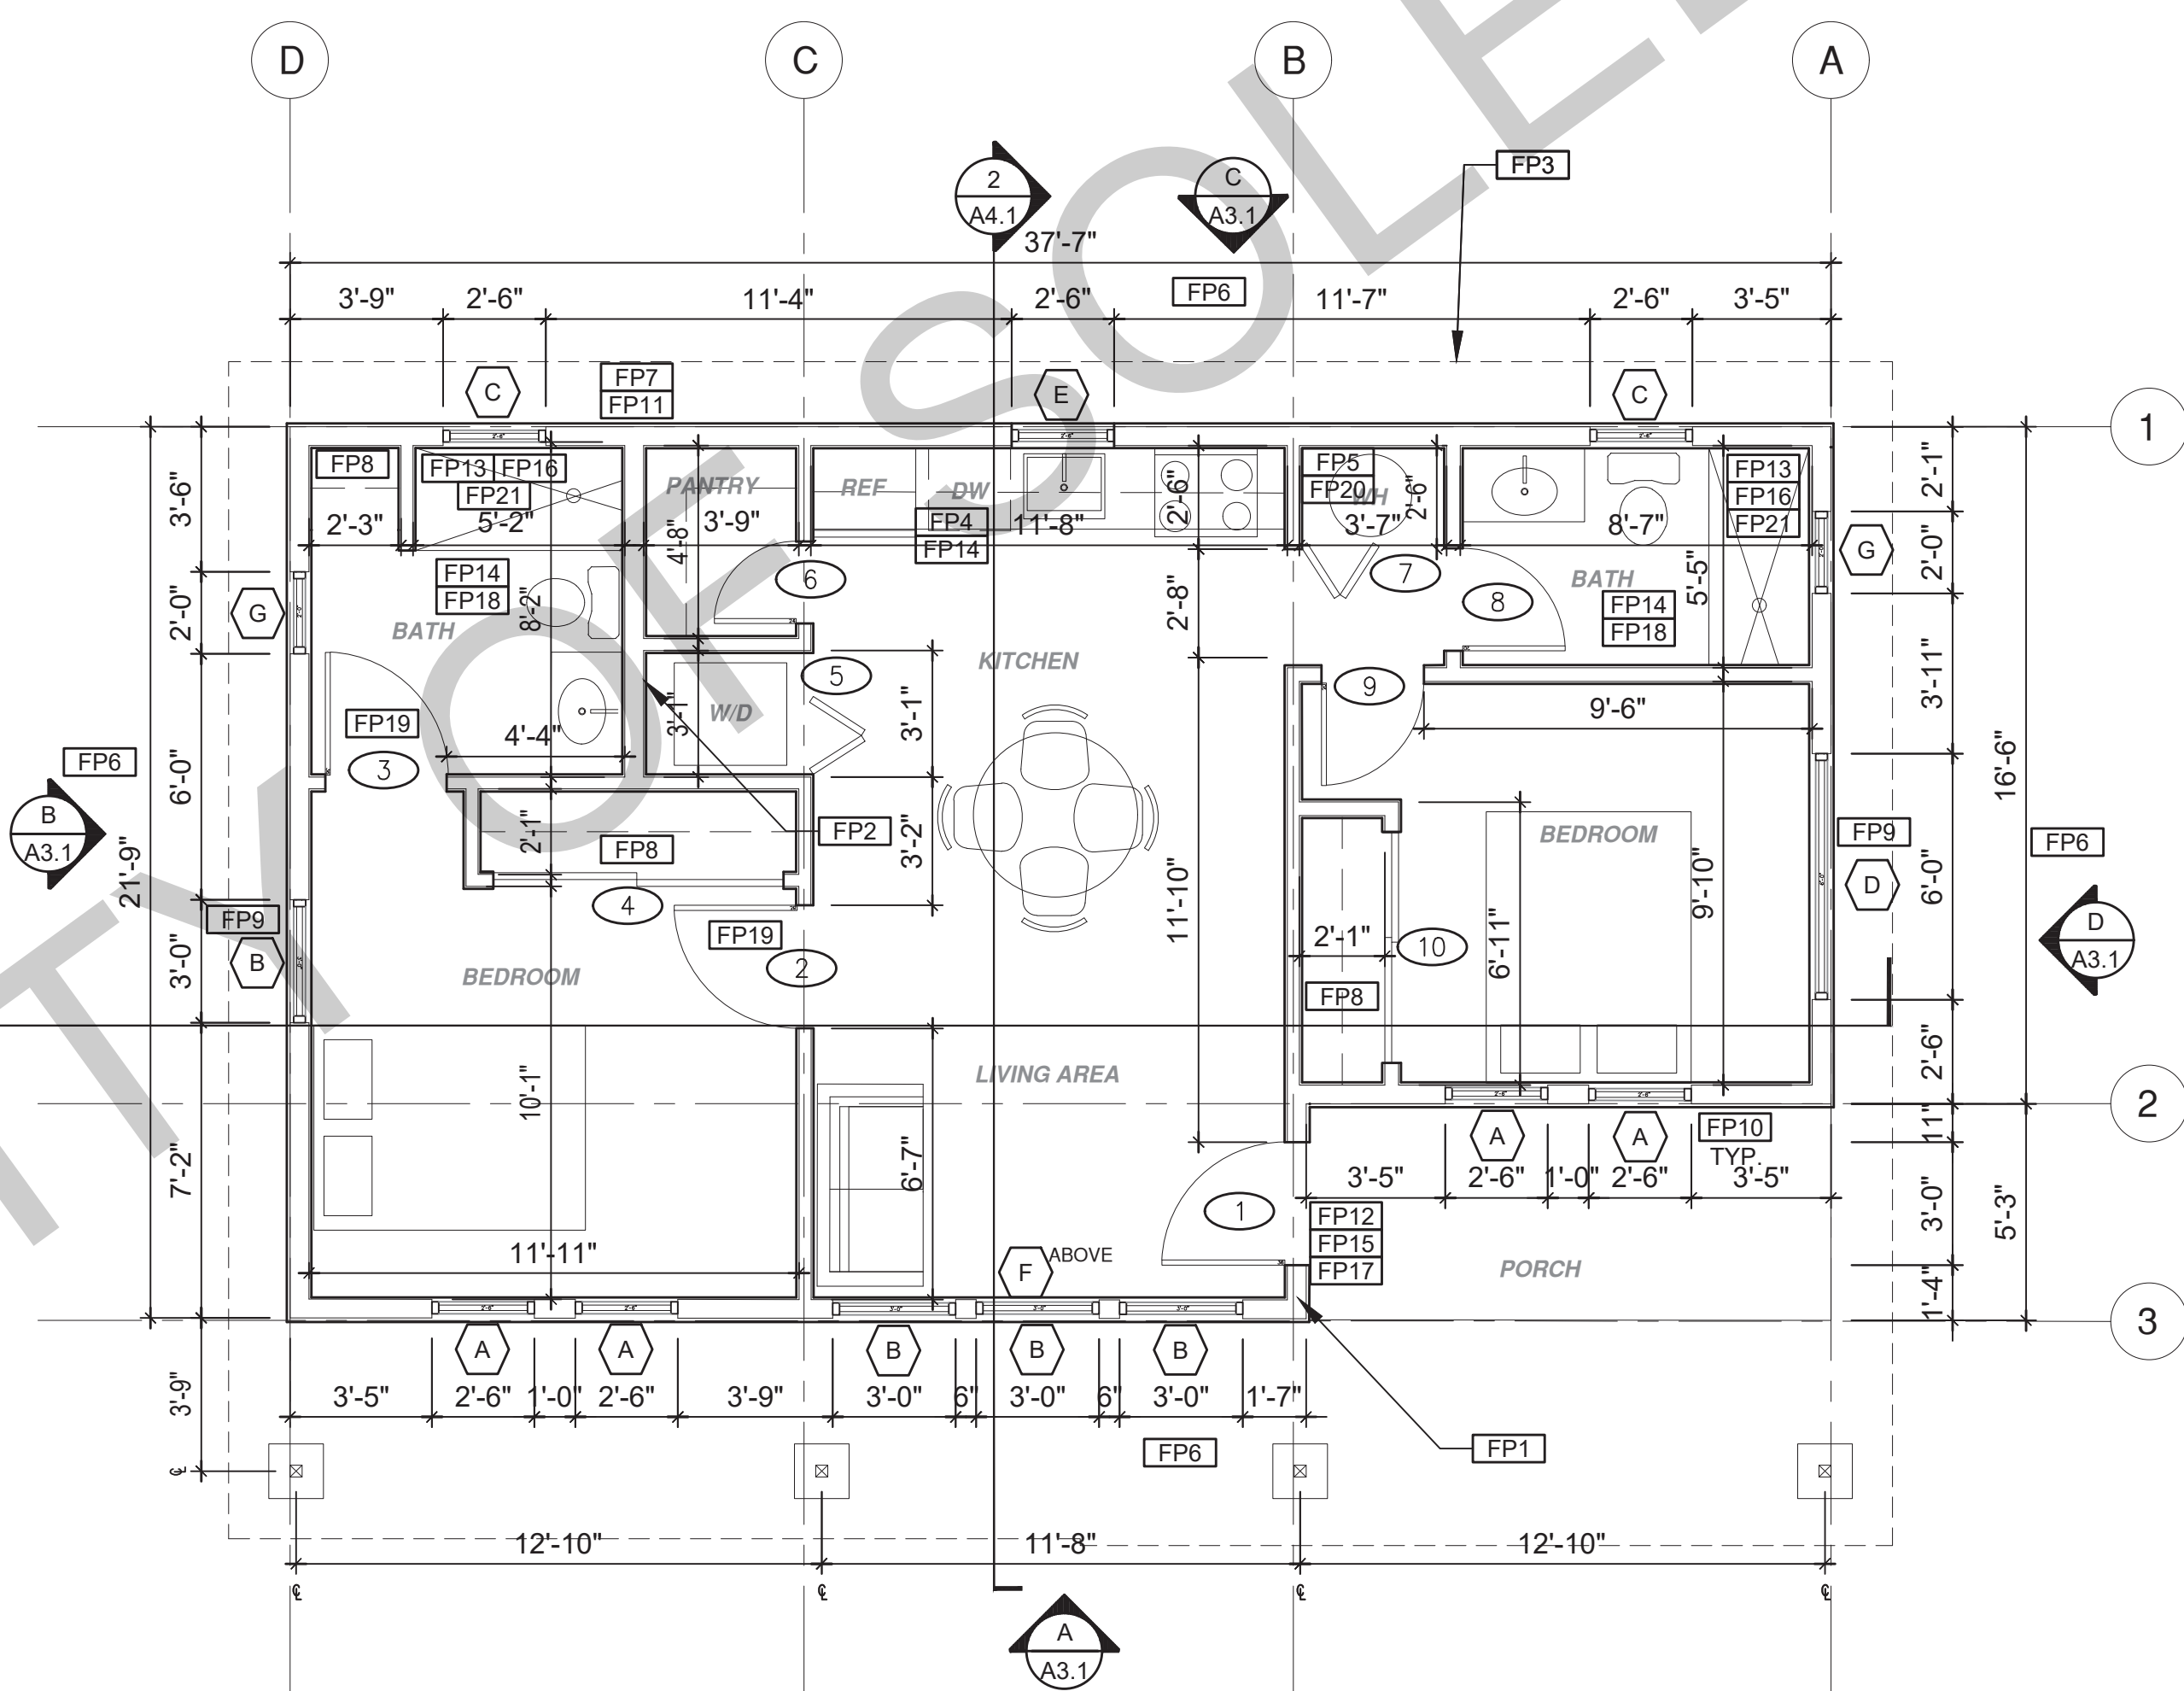 D C B A
2
A4.1
C
A3.1
FP3
37'-7"
3'-9" 2'-6" 11'-4" 2'-6" FP6 11'-7" 2'-6" 3'-5"
C FP7 E C
FP11
1
FP8 FP13 FP16 PANTRY REF DW FP5 FP13
FP21 FP20 WH FP16
2'-3" 5'-2" 3'-9" FP4 11'-8" 3'-7" 8'-7" FP21
FP14
3'-6" 4'-8" 2'-6" 2'-6" 5'-5" 2'-1"
G FP14 6 7 BATH G
FP18 8 FP14
2'-0" BATH 8'-2" 2'-8" FP18 2'-0"
KITCHEN
5 9
W/D 3'-1" 3'-1" 9'-6" 3'-11"
FP19 4'-4"
3
FP6 6'-0" 16'-6"
B
A3.1
21'-9"
2'-1" FP8 FP2 3'-2" BEDROOM FP9 FP6
D
4 11'-10" 9'-10" 6'-0"
FP9 FP19 2'-1" 10 6'-11" D
A3.1
B 3'-0" BEDROOM 2
FP8
10'-1" LIVING AREA 2'-6"
2
11"
A A FP10
TYP.
7'-2" 6'-7" 3'-5" 2'-6" 1'-0" 2'-6" 3'-5"
1 FP12 3'-0" 5'-3"
FP15
11'-11" F ABOVE FP17 PORCH
1'-4"
3
A A B B B
3'-9" 3'-5" 2'-6" 1'-0" 2'-6" 3'-9" 3'-0" 6" 3'-0" 6" 3'-0" 1'-7"
FP6 FP1
℄
12'-10" 11'-8" 12'-10"
℄ ℄ ℄ ℄
A
A3.1
TY OF SOLE